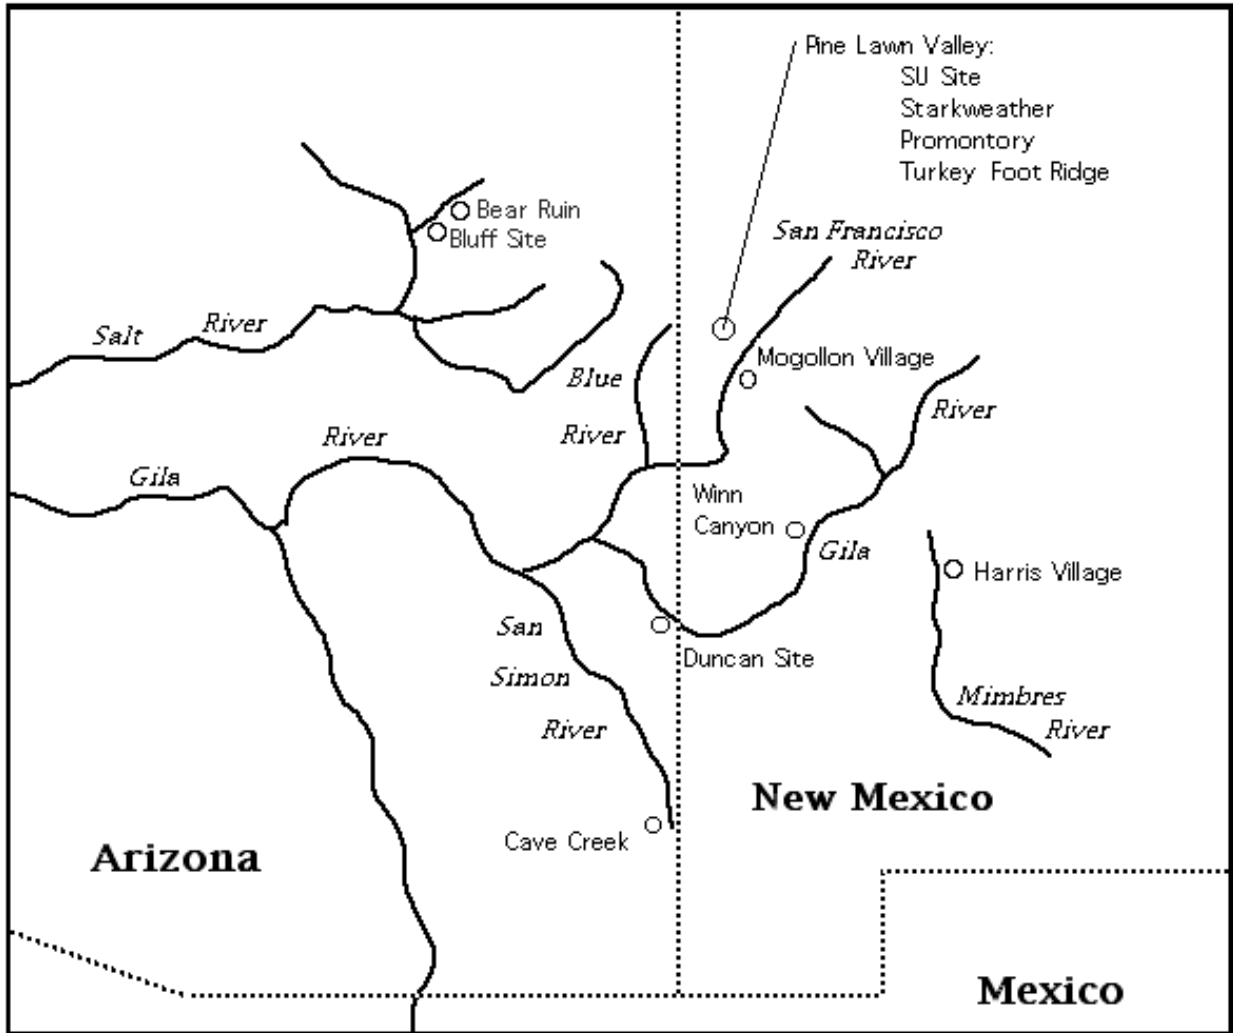 Pine Lawn Valley:
SU Site
Starkweather
Promontory
Turkey Foot Ridge
Bear Ruin
Bluff Site
San Francisco
River
Salt River
Mogollon Village
Blue
River
River
River
Gila
Winn
Canyon
Gila
Harris Village
San
Simon
River
Duncan Site
Mimbres
River
New Mexico
Cave Creek
Arizona
Mexico